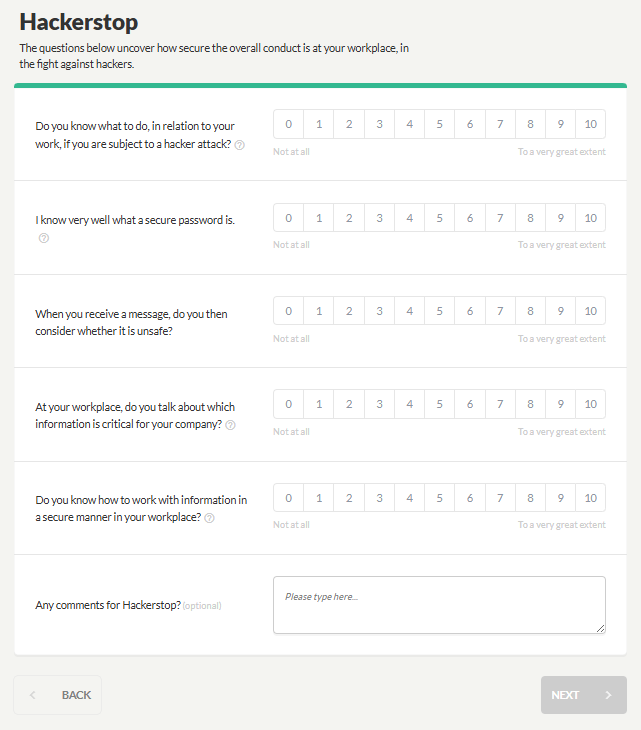 Hackerstop
The questions below uncover how secure the overall conduct is at your workplace, in
the fight against hackers.
Do you know what to do, in relation to your
work, if you are subject to a hacker attack? ?
0 1 2 3 4 5 6 7 8 9 10
Not at all To a very great extent
I know very well what a secure password is.
?
0 1 2 3 4 5 6 7 8 9 10
Not at all To a very great extent
When you receive a message, do you then
consider whether it is unsafe?
0 1 2 3 4 5 6 7 8 9 10
Not at all To a very great extent
At your workplace, do you talk about which
information is critical for your company? ?
0 1 2 3 4 5 6 7 8 9 10
Not at all To a very great extent
Do you know how to work with information in
a secure manner in your workplace? ?
0 1 2 3 4 5 6 7 8 9 10
Not at all To a very great extent
Any comments for Hackerstop? (optional)
Please type here...
< BACK NEXT >